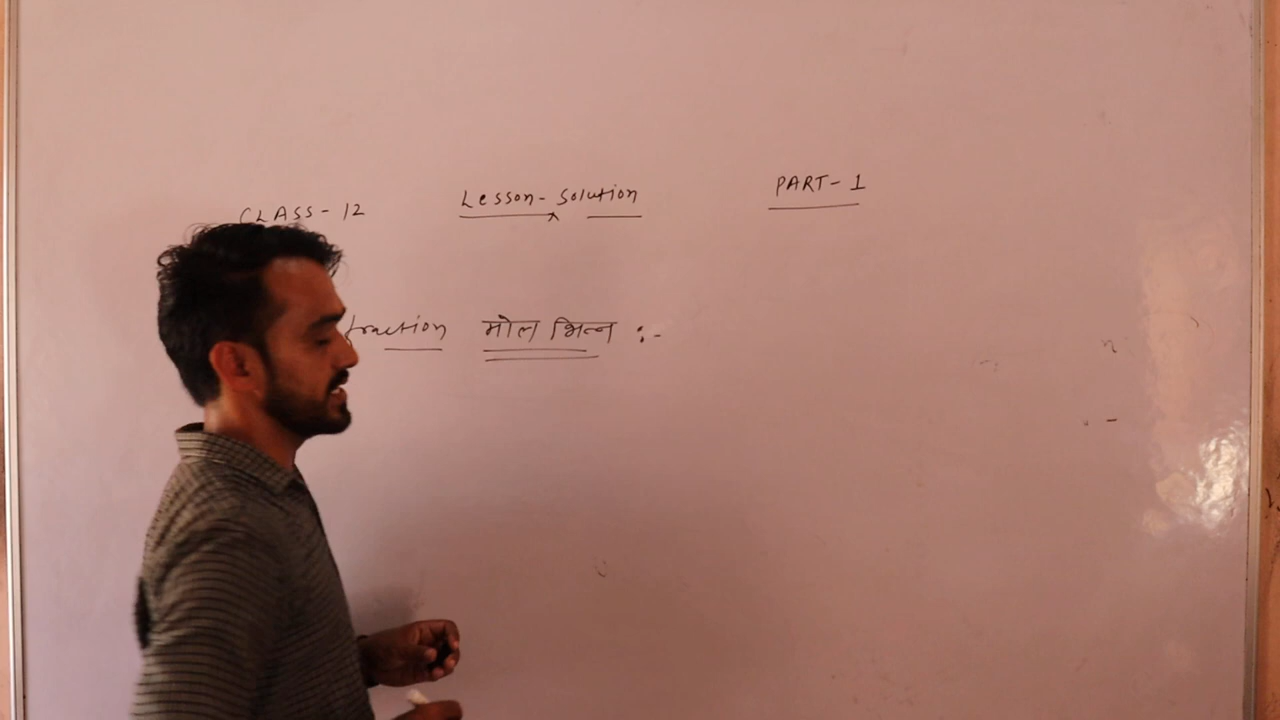 CLASS-12 Lesson-Solution PART-1
fraction मोल भिन्न :-